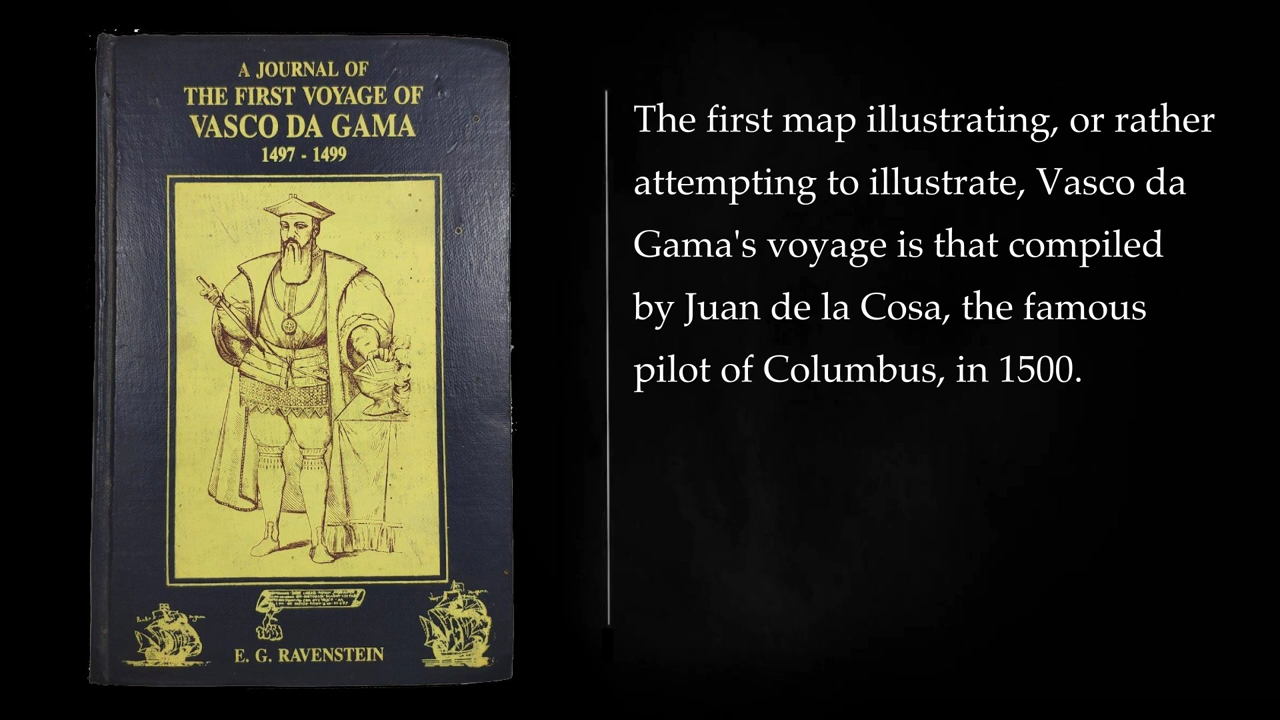 A JOURNAL OF
THE FIRST VOYAGE OF
VASCO DA GAMA
1497 - 1499
E. G. RAVENSTEIN
The first map illustrating, or rather
attempting to illustrate, Vasco da
Gama's voyage is that compiled
by Juan de la Cosa, the famous
pilot of Columbus, in 1500.